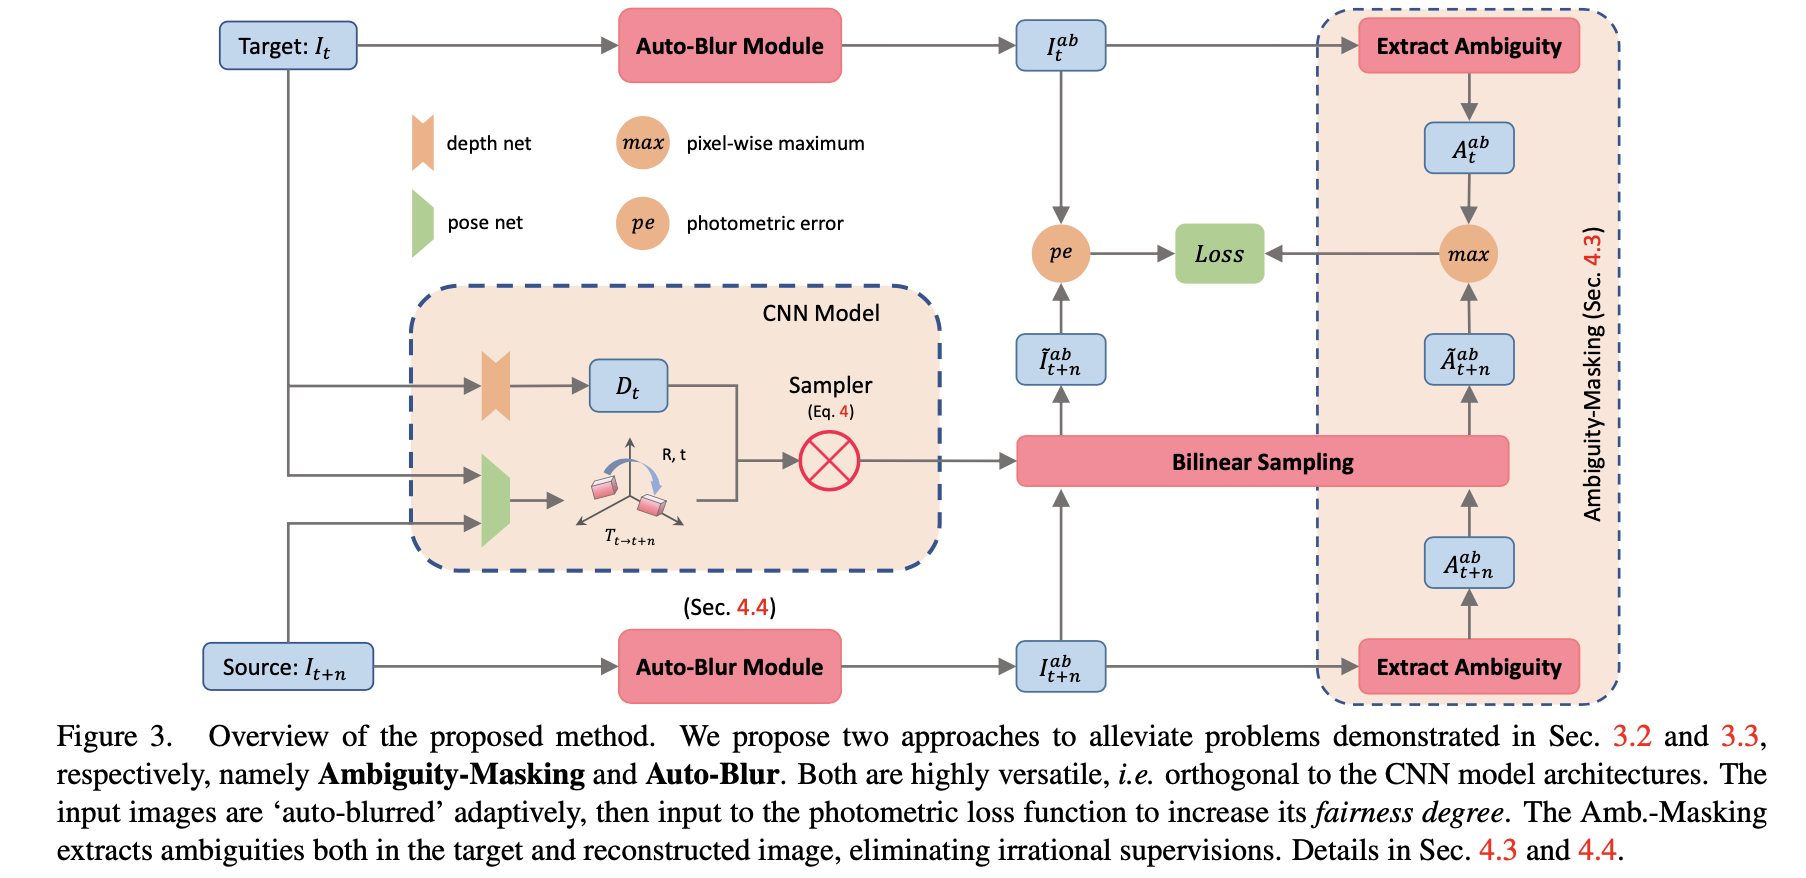 Target: I_t
Auto-Blur Module
I_t^{ab}
Extract Ambiguity
depth net
max
pixel-wise maximum
A_t^{ab}
pose net
pe
photometric error
pe
Loss
max
CNN Model
Ĩ_{t+n}^{ab}
Ã_{t+n}^{ab}
Ambiguity-Masking (Sec. 4.3)
D_t
Sampler
(Eq. 4)
R, t
Bilinear Sampling
T_{t→t+n}
A_{t+n}^{ab}
(Sec. 4.4)
Source: I_{t+n}
Auto-Blur Module
I_{t+n}^{ab}
Extract Ambiguity
Figure 3. Overview of the proposed method. We propose two approaches to alleviate problems demonstrated in Sec. 3.2 and 3.3,
respectively, namely Ambiguity-Masking and Auto-Blur. Both are highly versatile, i.e. orthogonal to the CNN model architectures. The
input images are ‘auto-blurred’ adaptively, then input to the photometric loss function to increase its fairness degree. The Amb.-Masking
extracts ambiguities both in the target and reconstructed image, eliminating irrational supervisions. Details in Sec. 4.3 and 4.4.